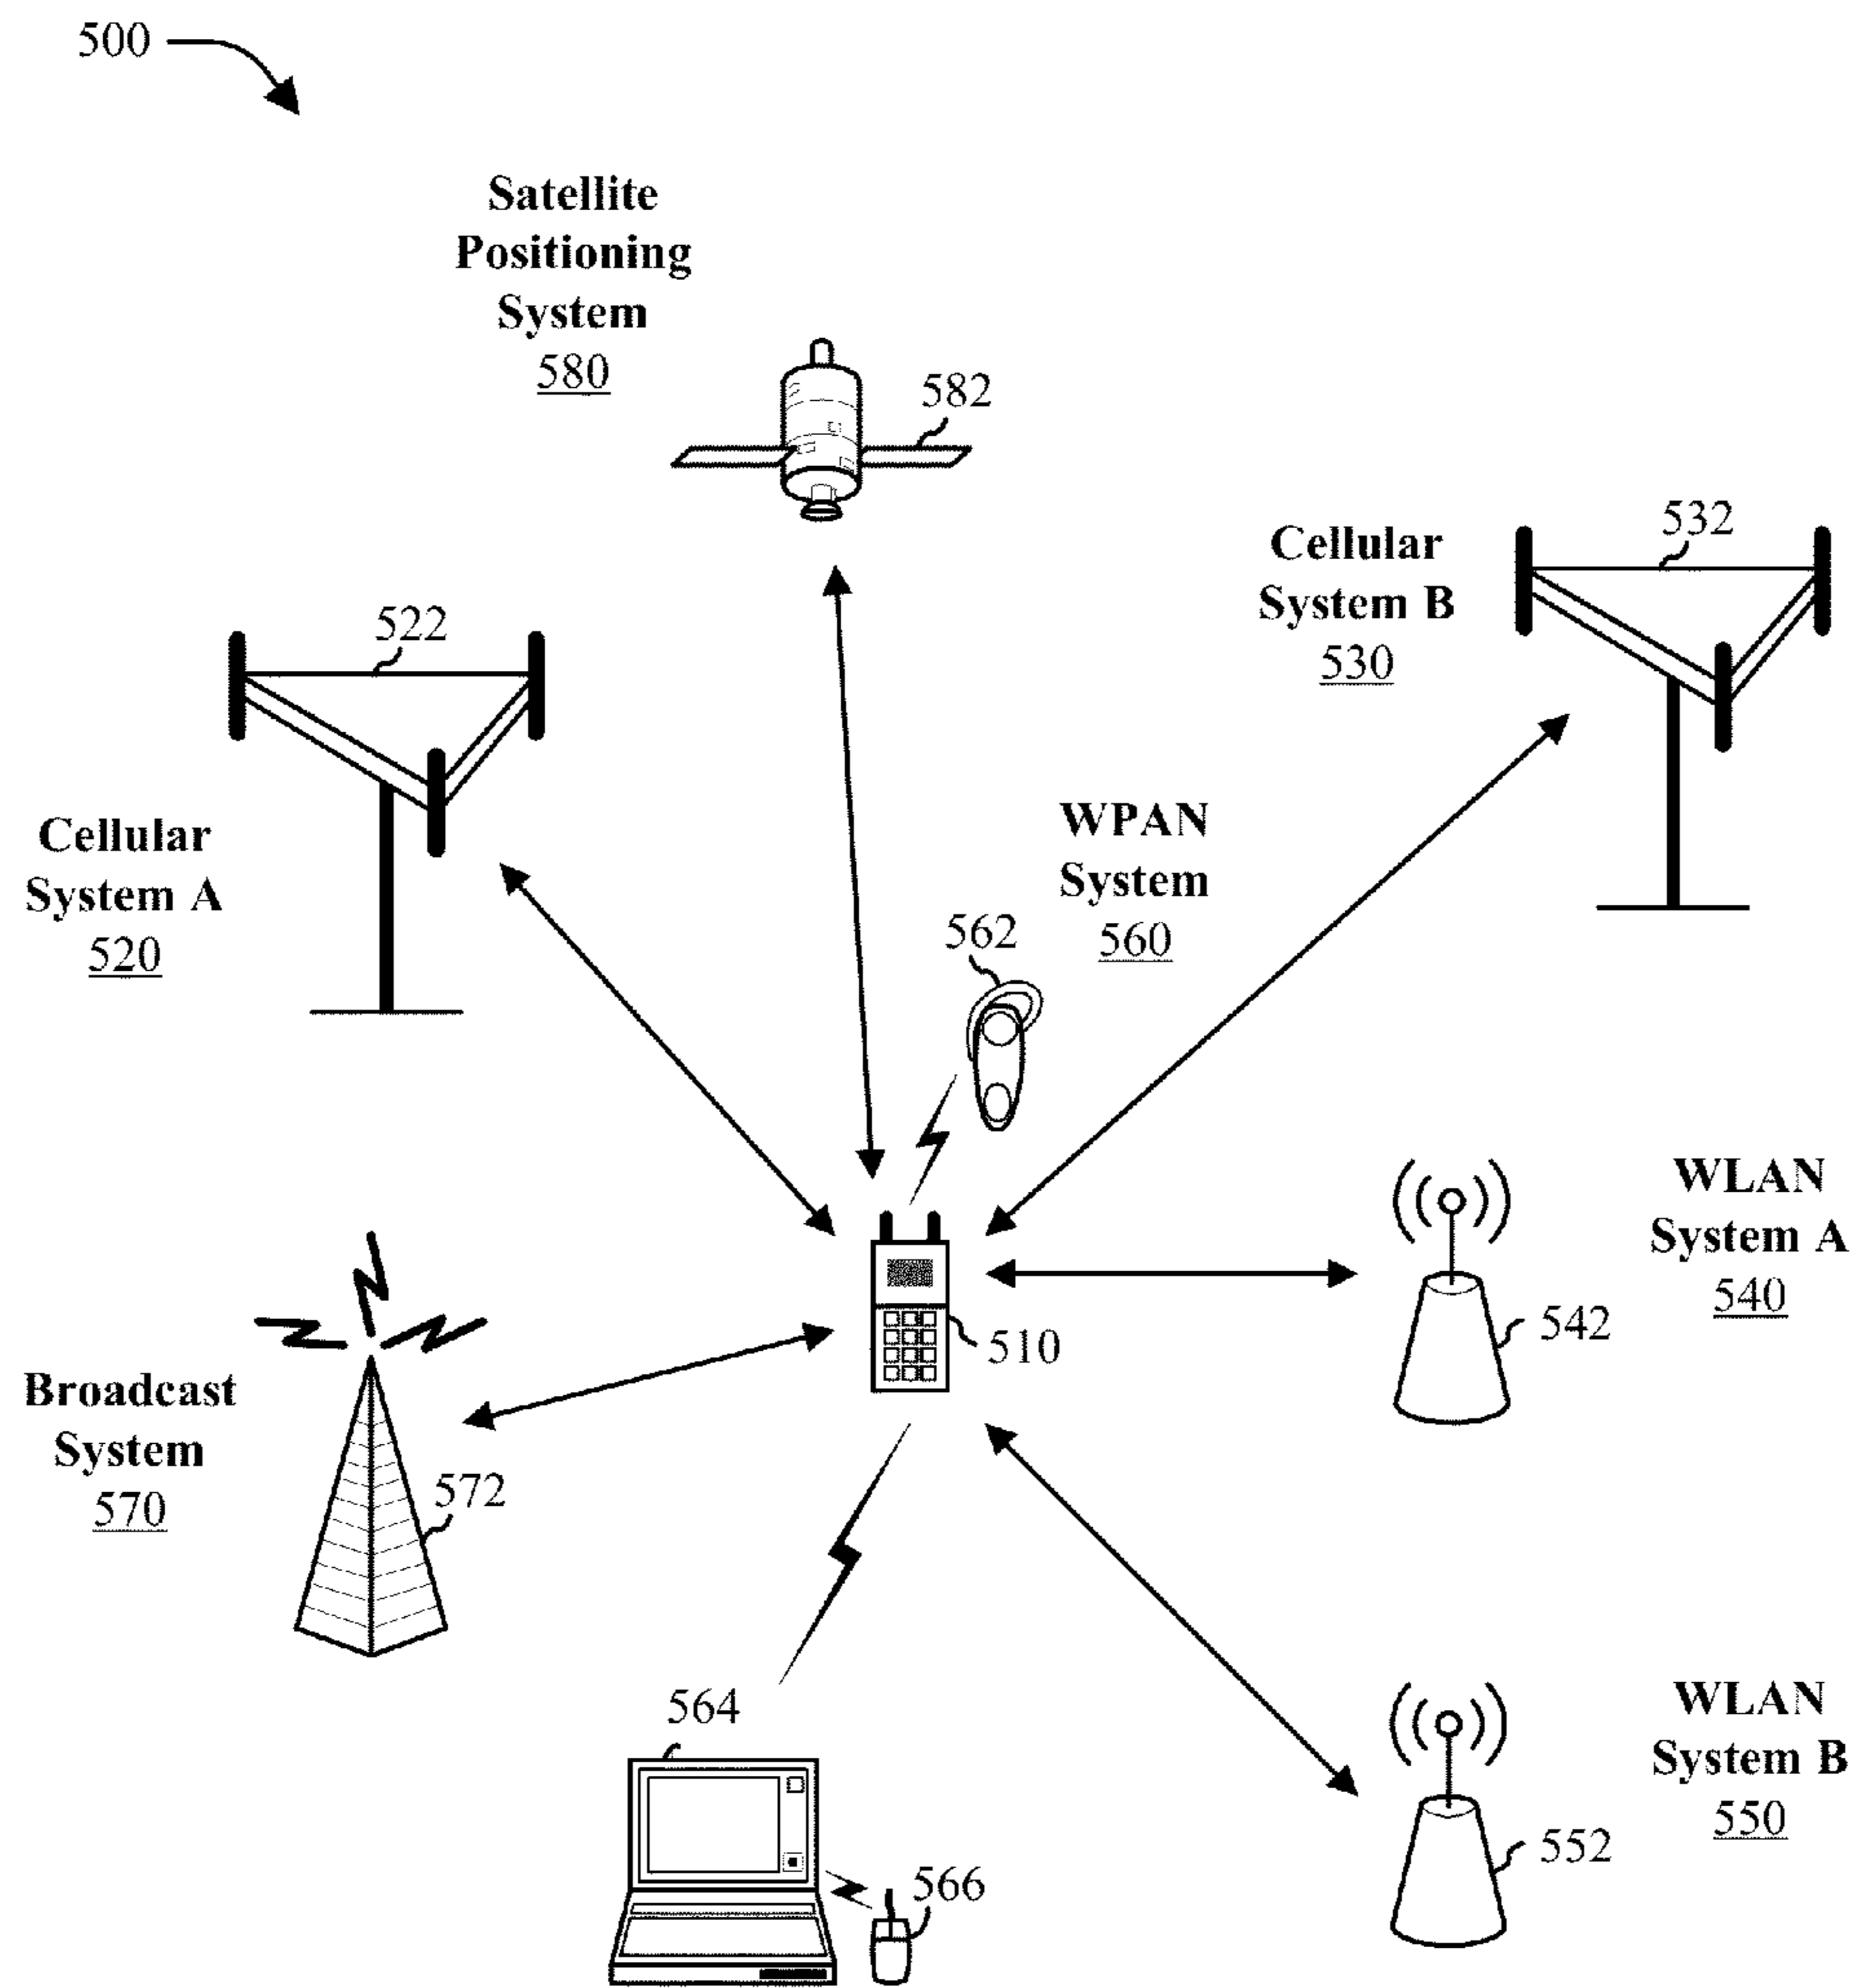 500
Satellite
Positioning
System
580
582
Cellular
System B
530
532
522
Cellular
System A
520
WPAN
System
560
562
WLAN
System A
540
542
510
Broadcast
System
570
572
564
566
WLAN
System B
550
552